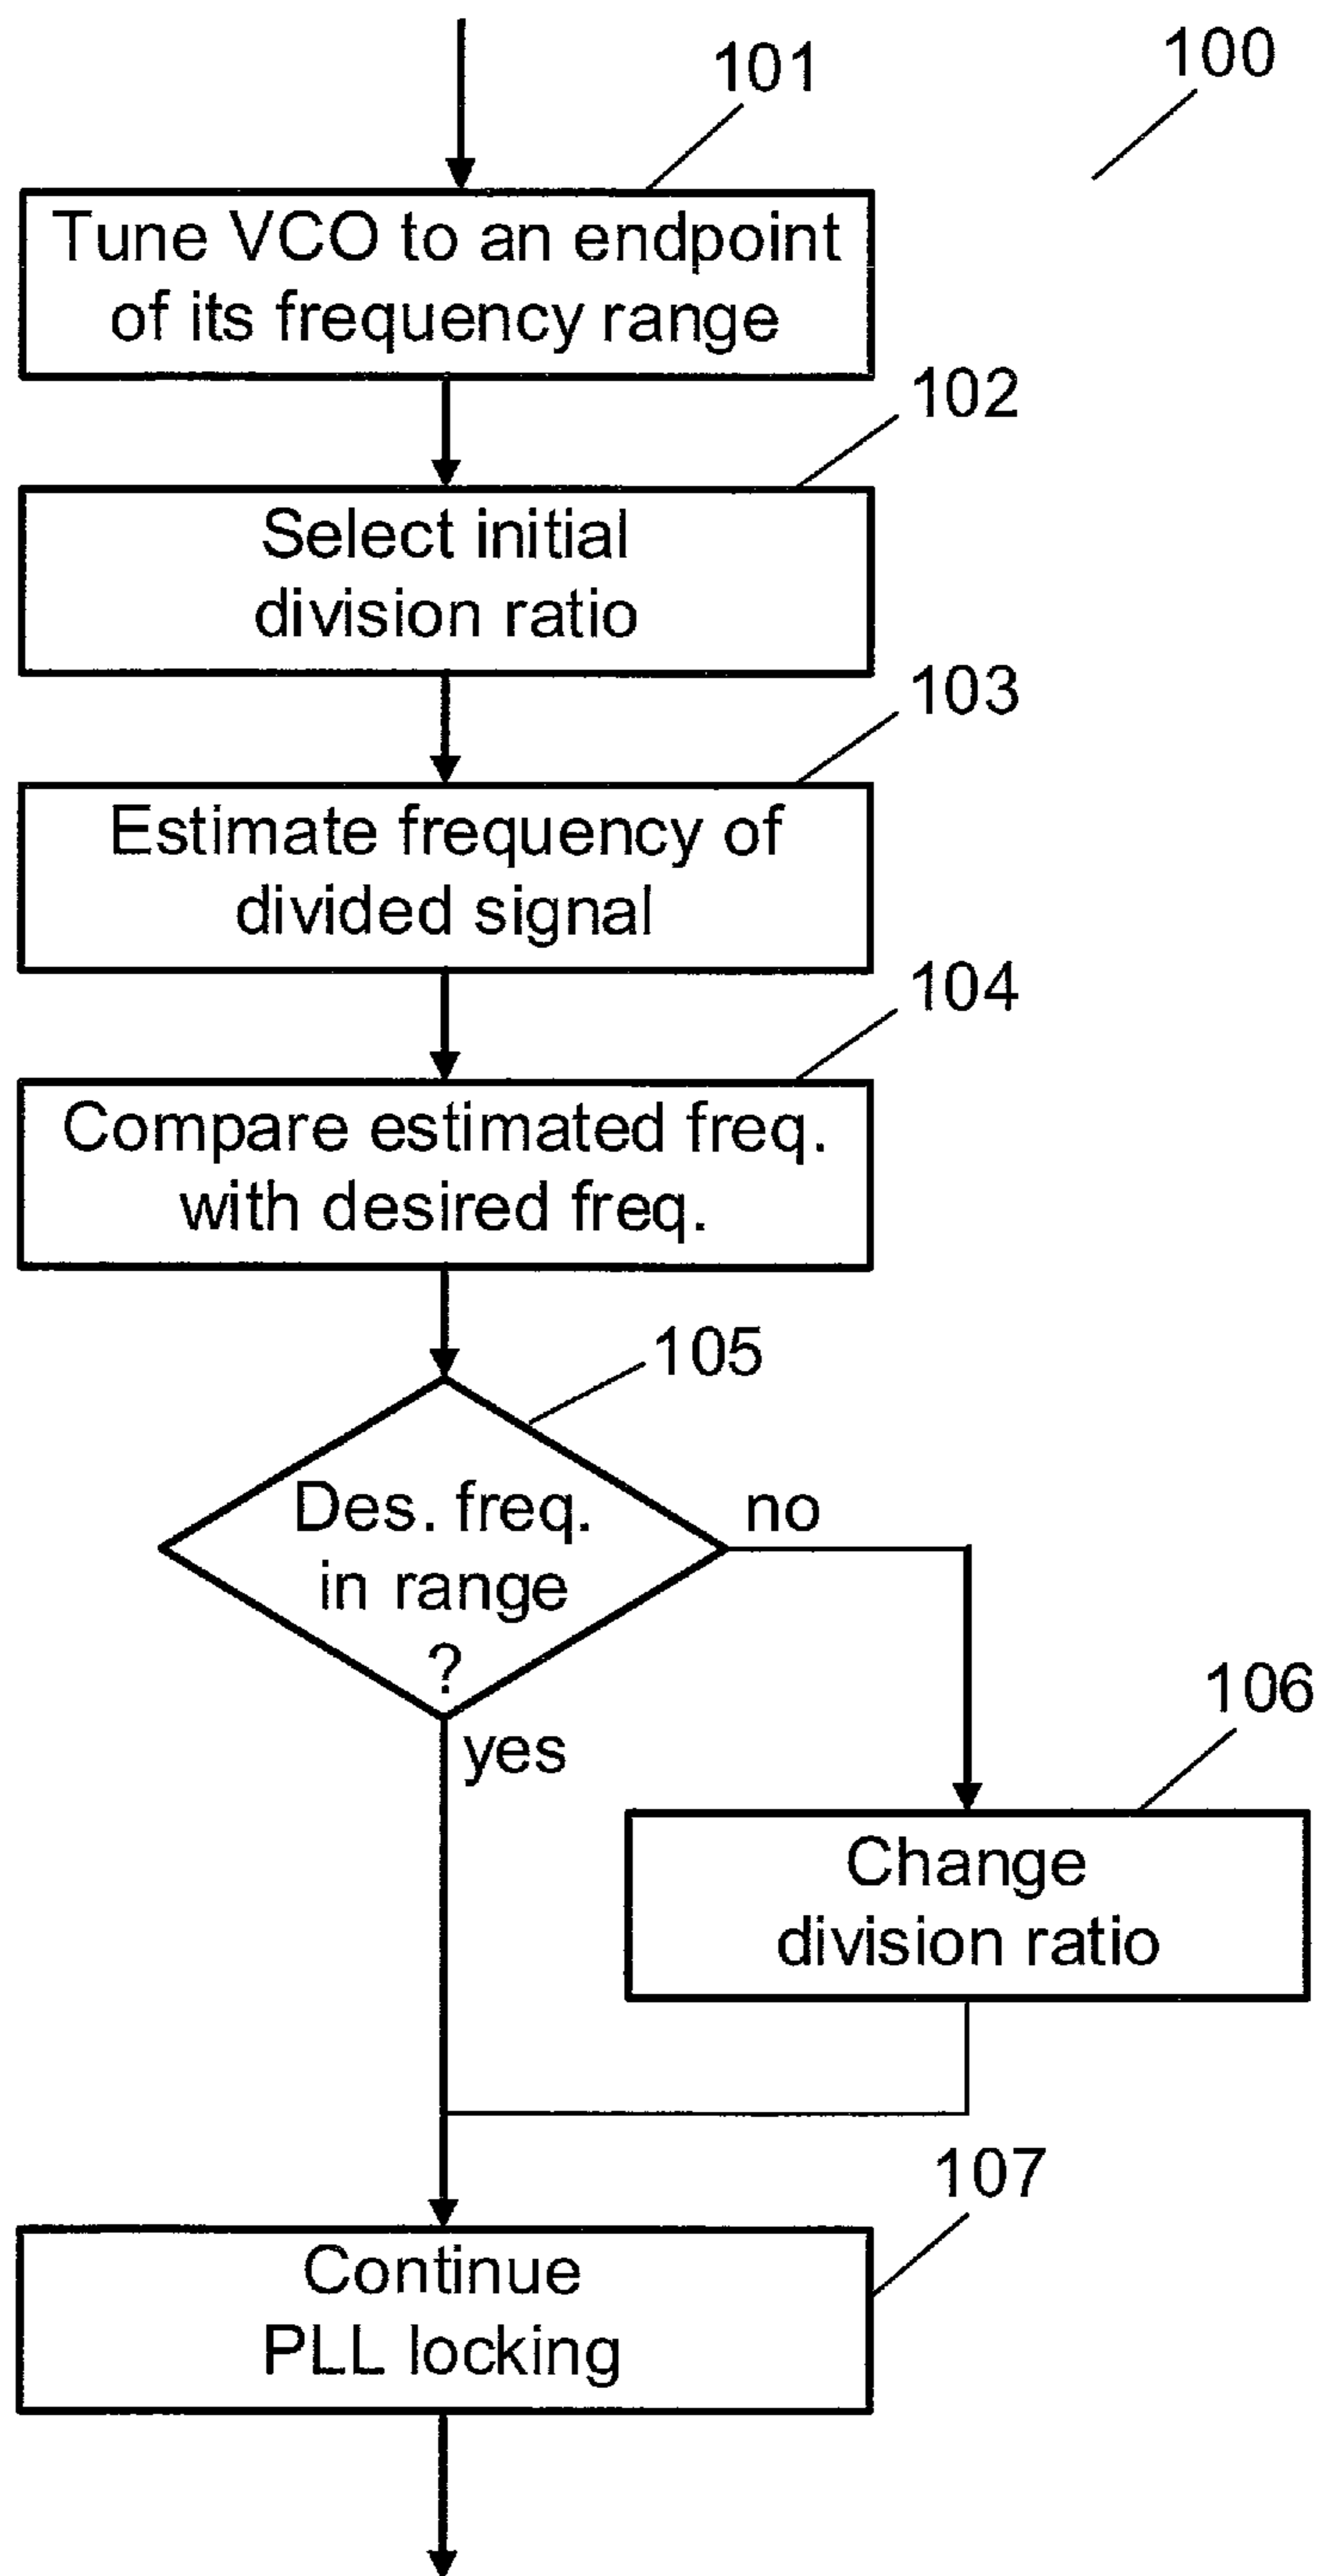 100
101
Tune VCO to an endpoint
of its frequency range
102
Select initial
division ratio
103
Estimate frequency of
divided signal
104
Compare estimated freq.
with desired freq.
105
Des. freq.
in range
?
no
yes
106
Change
division ratio
107
Continue
PLL locking